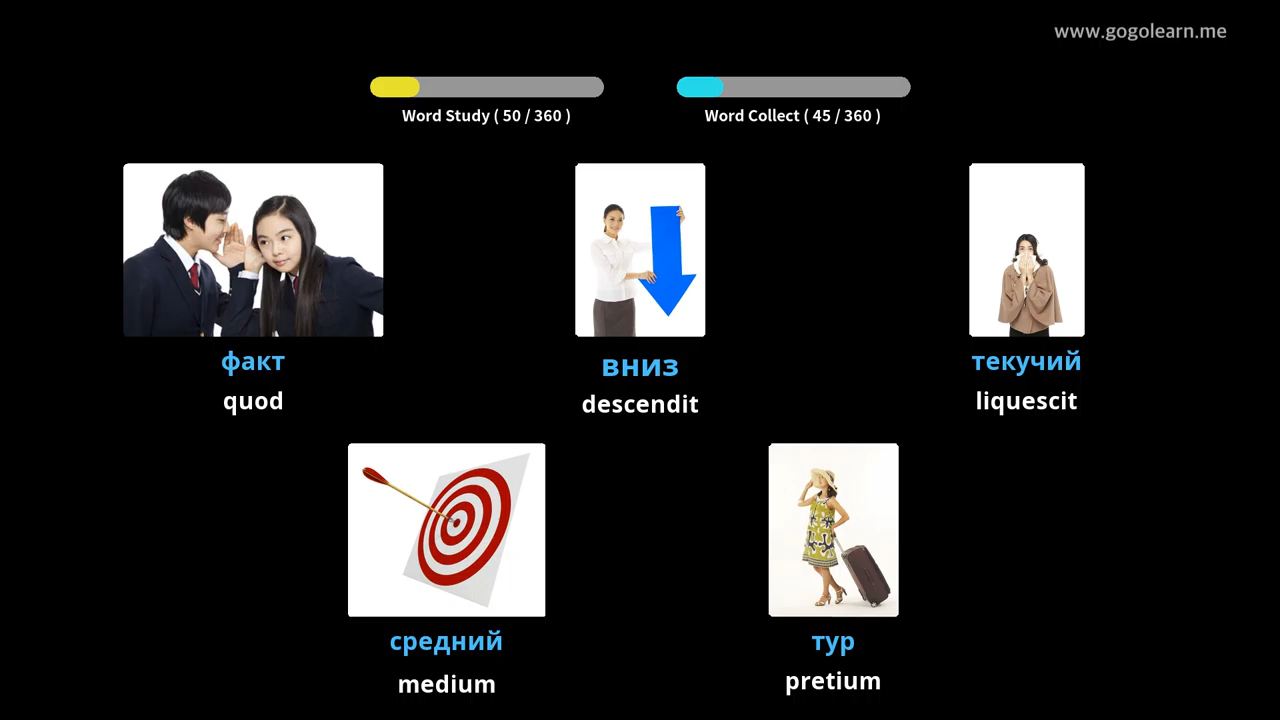 www.gogolearn.me
Word Study ( 50 / 360 )
Word Collect ( 45 / 360 )
факт
quod
вниз
descendit
текучий
liquescit
средний
medium
тур
pretium